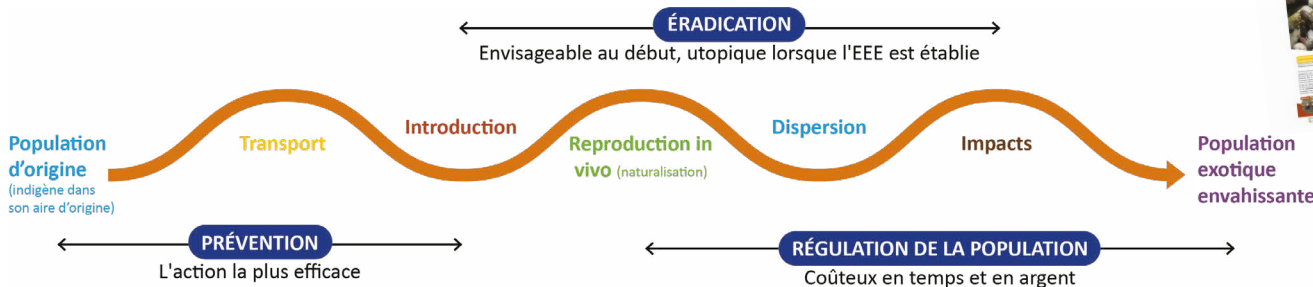 ÉRADICATION
Envisageable au début, utopique lorsque l'EEE est établie
Population
d'origine
(indigène dans
son aire d'origine)
Transport
Introduction
Reproduction in
vivo (naturalisation)
Dispersion
Impacts
Population
exotique
envahissante
PRÉVENTION
L'action la plus efficace
RÉGULATION DE LA POPULATION
Coûteux en temps et en argent